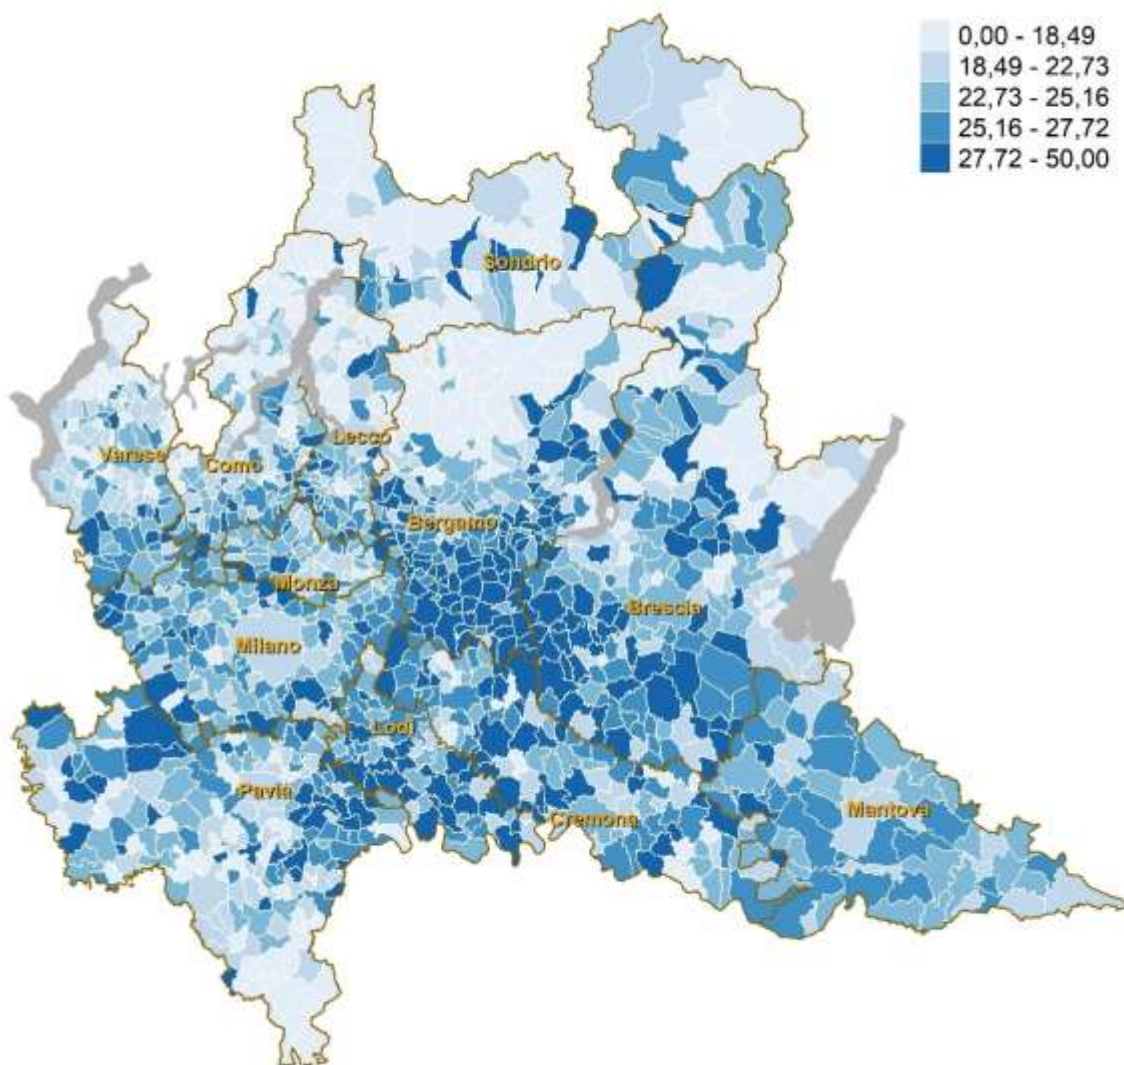 0,00 - 18,49
18,49 - 22,73
22,73 - 25,16
25,16 - 27,72
27,72 - 50,00
Sondrio
Lecco
Varese
Como
Bergamo
Monza
Brescia
Milano
Lodi
Pavia
Mantova
Cremona